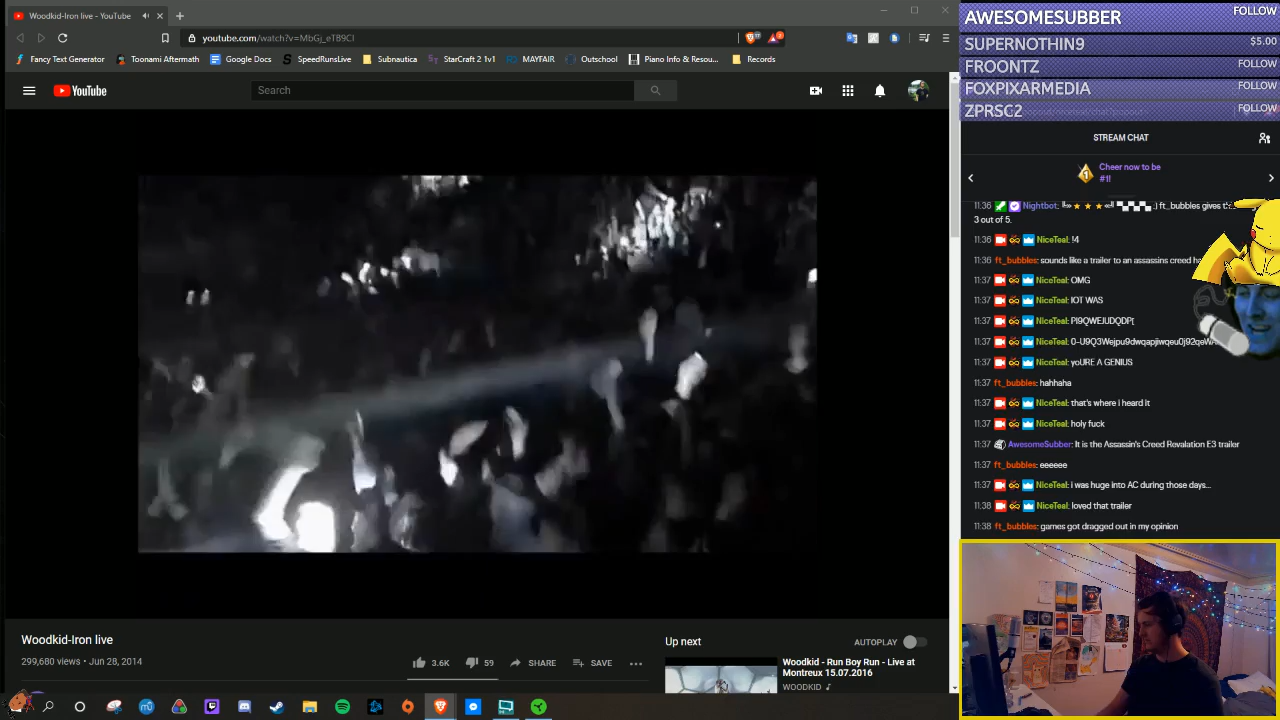 Woodkid-Iron live - YouTube
youtube.com/watch?v=MbGj_eTB9CI
Fancy Text Generator
Toonami Aftermath
Google Docs
SpeedRunsLive
Subnautica
StarCraft 2 1v1
MAYFAIR
Outschool
Piano Info & Resou...
Records
YouTube
Search
Woodkid-Iron live
299,680 views • Jun 28, 2014
3.6K
59
SHARE
SAVE
Up next
AUTOPLAY
Woodkid - Run Boy Run - Live at
Montreux 15.07.2016
WOODKID
AWESOMESUBBER FOLLOW
SUPERNOTHIN9 $5.00
FROONTZ FOLLOW
FOXPIXARMEDIA FOLLOW
ZPRSC2 FOLLOW
STREAM CHAT
Cheer now to be
#1!
11:36 Nightbot: ft_bubbles gives
3 out of 5.
11:36 NiceTeal: !4
11:36 ft_bubbles: sounds like a trailer to an assassins creed
11:37 NiceTeal: OMG
11:37 NiceTeal: IOT WAS
11:37 NiceTeal:
11:37 NiceTeal:
11:37 NiceTeal: yoURE A GENIUS
11:37 ft_bubbles: hahhaha
11:37 NiceTeal: that's where i heard it
11:37 NiceTeal: holy fuck
11:37 AwesomeSubber: It is the Assassin's Creed Revalation E3 trailer
11:37 ft_bubbles: eeeeee
11:37 NiceTeal: i was huge into AC during those days...
11:38 NiceTeal: loved that trailer
11:38 ft_bubbles: games got dragged out in my opinion